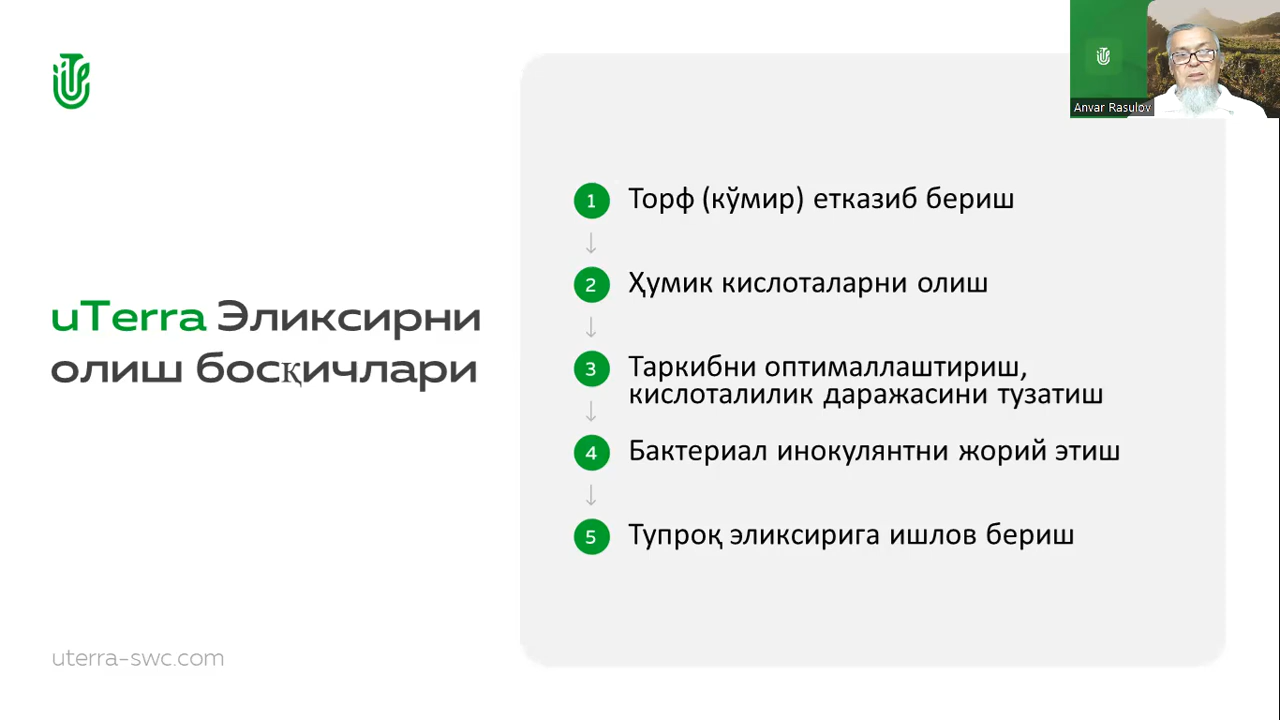 Anvar Rasulov
uTerra Эликсирни
олиш босқичлари
1 Торф (кўмир) етказиб бериш
↓
2 Ҳумик кислоталарни олиш
↓
3 Таркибни оптималлаштириш,
кислоталилик даражасини тузатиш
↓
4 Бактериал инокулянтни жорий этиш
↓
5 Тупроқ эликсирига ишлов бериш
uterra-swc.com